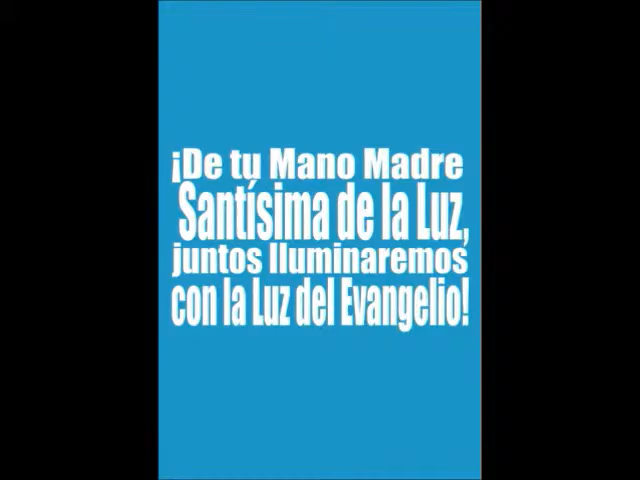 ¡De tu Mano Madre
Santísima de la Luz,
juntos Iluminaremos
con la Luz del Evangelio!